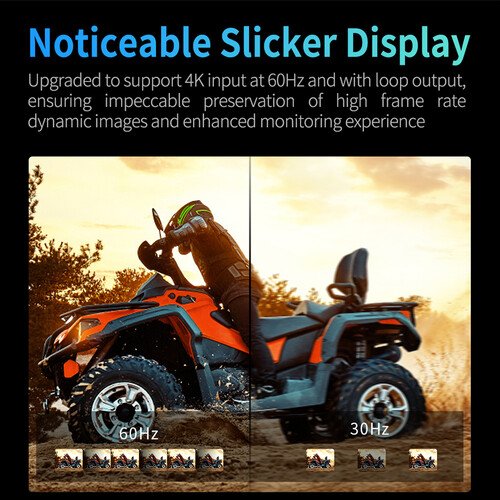 Noticeable Slicker Display
Upgraded to support 4K input at 60Hz and with loop output,
ensuring impeccable preservation of high frame rate
dynamic images and enhanced monitoring experience
60Hz
30Hz